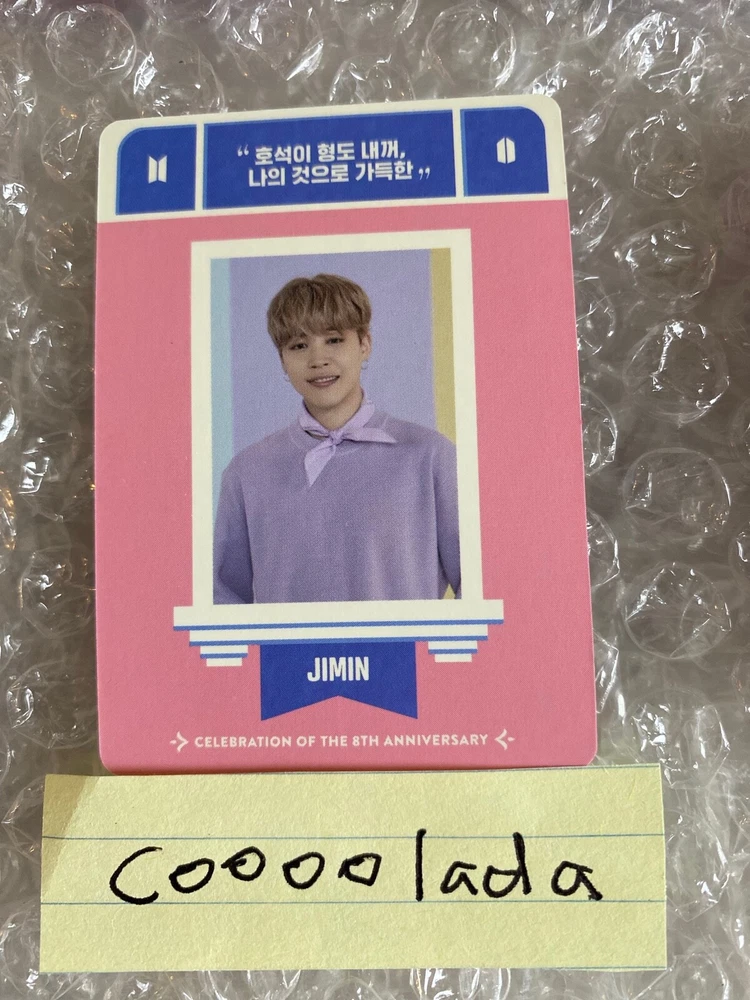 “호석이 형도 내꺼,
나의 것으로 가득한”
JIMIN
CELEBRATION OF THE 8TH ANNIVERSARY
coooolada